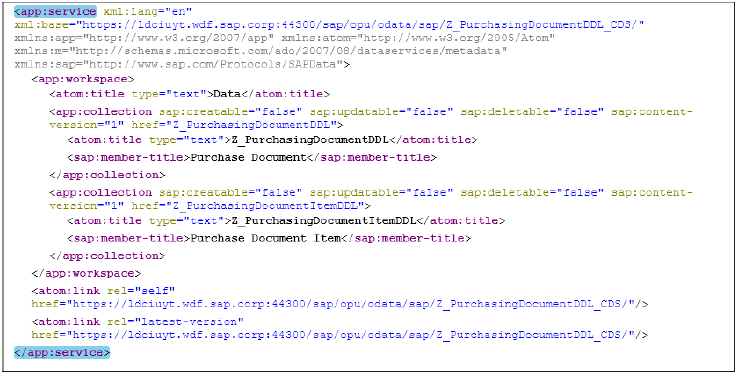 <app:service xml:lang="en"
xml:base="https://ldciuyt.wdf.sap.corp:44300/sap/opu/odata/sap/Z_PurchasingDocumentDDL_CDS/"
xmlns:app="http://www.w3.org/2007/app" xmlns:atom="http://www.w3.org/2005/Atom"
xmlns:m="http://schemas.microsoft.com/ado/2007/08/dataservices/metadata"
xmlns:sap="http://www.sap.com/Protocols/SAPData">
<app:workspace>
<atom:title type="text">Data</atom:title>
<app:collection sap:creatable="false" sap:updatable="false" sap:deletable="false" sap:content-
version="1" href="Z_PurchasingDocumentDDL">
<atom:title type="text">Z_PurchasingDocumentDDL</atom:title>
<sap:member-title>Purchase Document</sap:member-title>
</app:collection>
<app:collection sap:creatable="false" sap:updatable="false" sap:deletable="false" sap:content-
version="1" href="Z_PurchasingDocumentItemDDL">
<atom:title type="text">Z_PurchasingDocumentItemDDL</atom:title>
<sap:member-title>Purchase Document Item</sap:member-title>
</app:collection>
</app:workspace>
<atom:link rel="self"
href="https://ldciuyt.wdf.sap.corp:44300/sap/opu/odata/sap/Z_PurchasingDocumentDDL_CDS/"/>
<atom:link rel="latest-version"
href="https://ldciuyt.wdf.sap.corp:44300/sap/opu/odata/sap/Z_PurchasingDocumentDDL_CDS/"/>
</app:service>